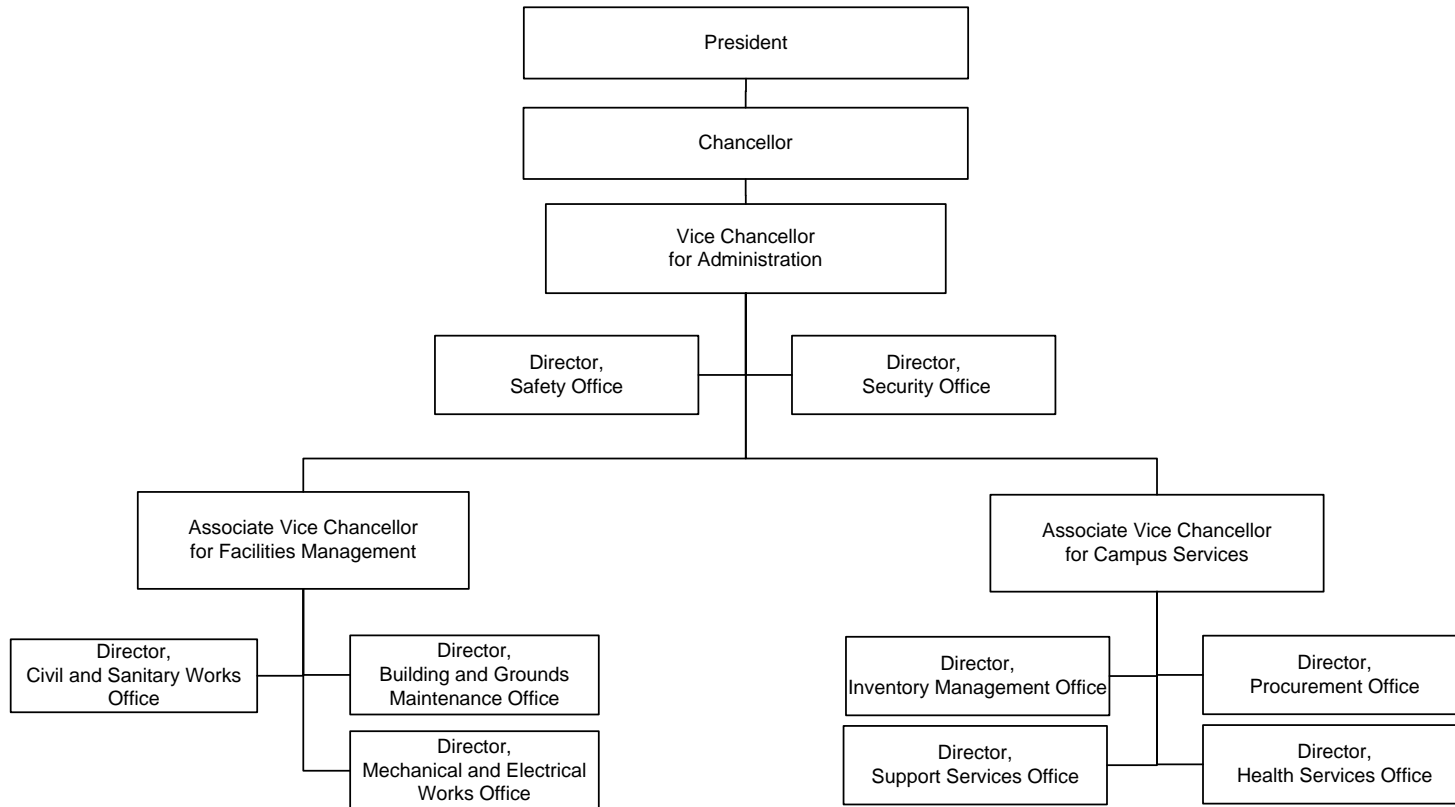 President
Chancellor
Vice Chancellor
for Administration
Director,
Safety Office
Director,
Security Office
Associate Vice Chancellor
for Facilities Management
Associate Vice Chancellor
for Campus Services
Director,
Civil and Sanitary Works
Office
Director,
Building and Grounds
Maintenance Office
Director,
Inventory Management Office
Director,
Procurement Office
Director,
Mechanical and Electrical
Works Office
Director,
Support Services Office
Director,
Health Services Office